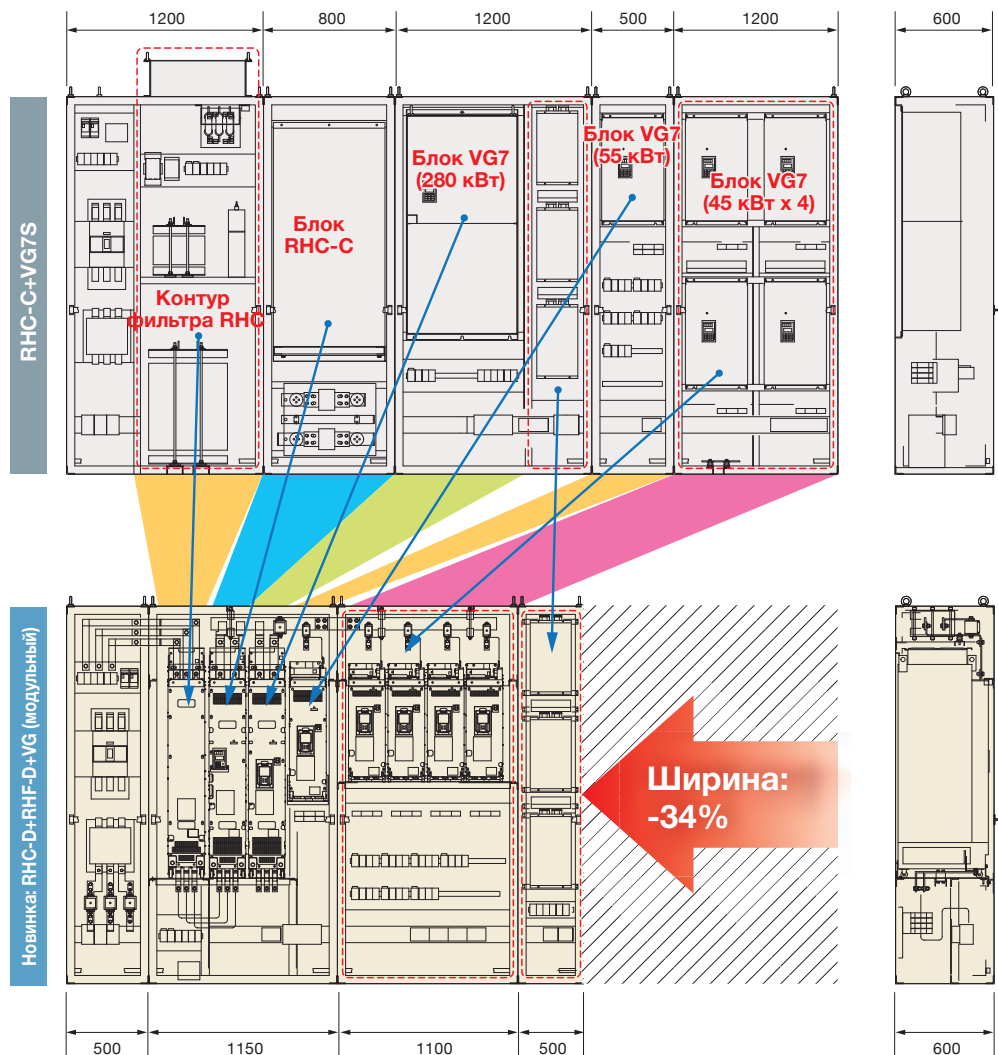 1200
800
1200
500
1200
600
RHC-C+VG7S
Контур
фильтра RHC
Блок
RHC-C
Блок VG7
(280 кВт)
Блок VG7
(55 кВт)
Блок VG7
(45 кВт x 4)
Новинка: RHC-D+RHF-D+VG (модульный)
Ширина:
-34%
500
1150
1100
500
600